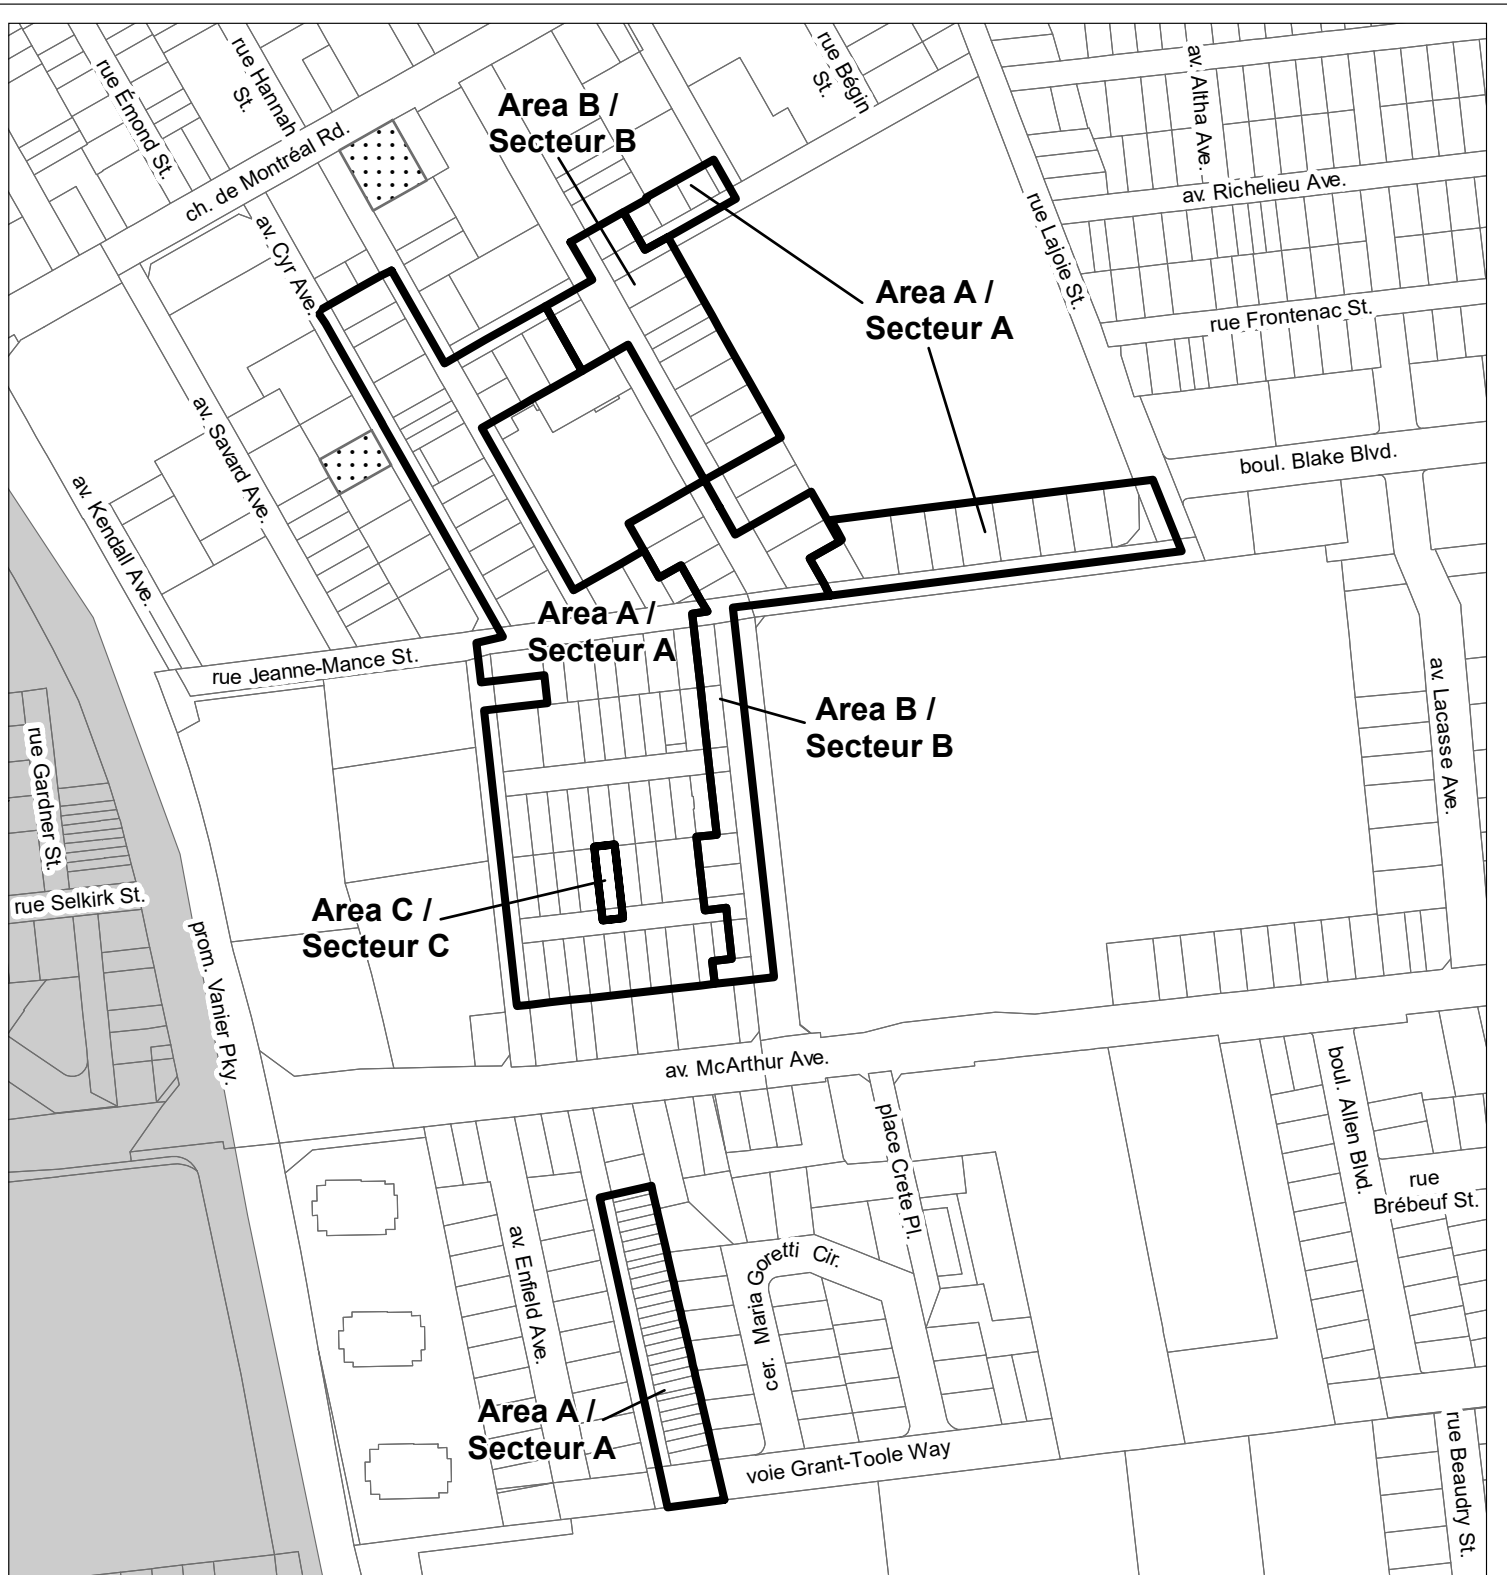 rue Émond St.
rue Hannah
St.
ch. de Montréal Rd.
rue Bégin
St.
av. Altha Ave.
av. Richelieu Ave.
Area B /
Secteur B
av. Cyr Ave.
rue Lajoie St.
Area A /
Secteur A
rue Frontenac St.
av. Savard Ave.
boul. Blake Blvd.
av. Kendall Ave.
Area A /
Secteur A
rue Jeanne-Mance St.
av. Lacasse Ave.
Area B /
Secteur B
rue Gardner St.
rue Selkirk St.
Area C /
Secteur C
prom. Vanier Pky.
av. McArthur Ave.
boul. Allen Blvd.
place Crete Pl.
rue
Brébeuf St.
av. Enfield Ave.
cer. Maria Goretti Cir.
Area A /
Secteur A
voie Grant-Toole Way
rue Beaudry St.